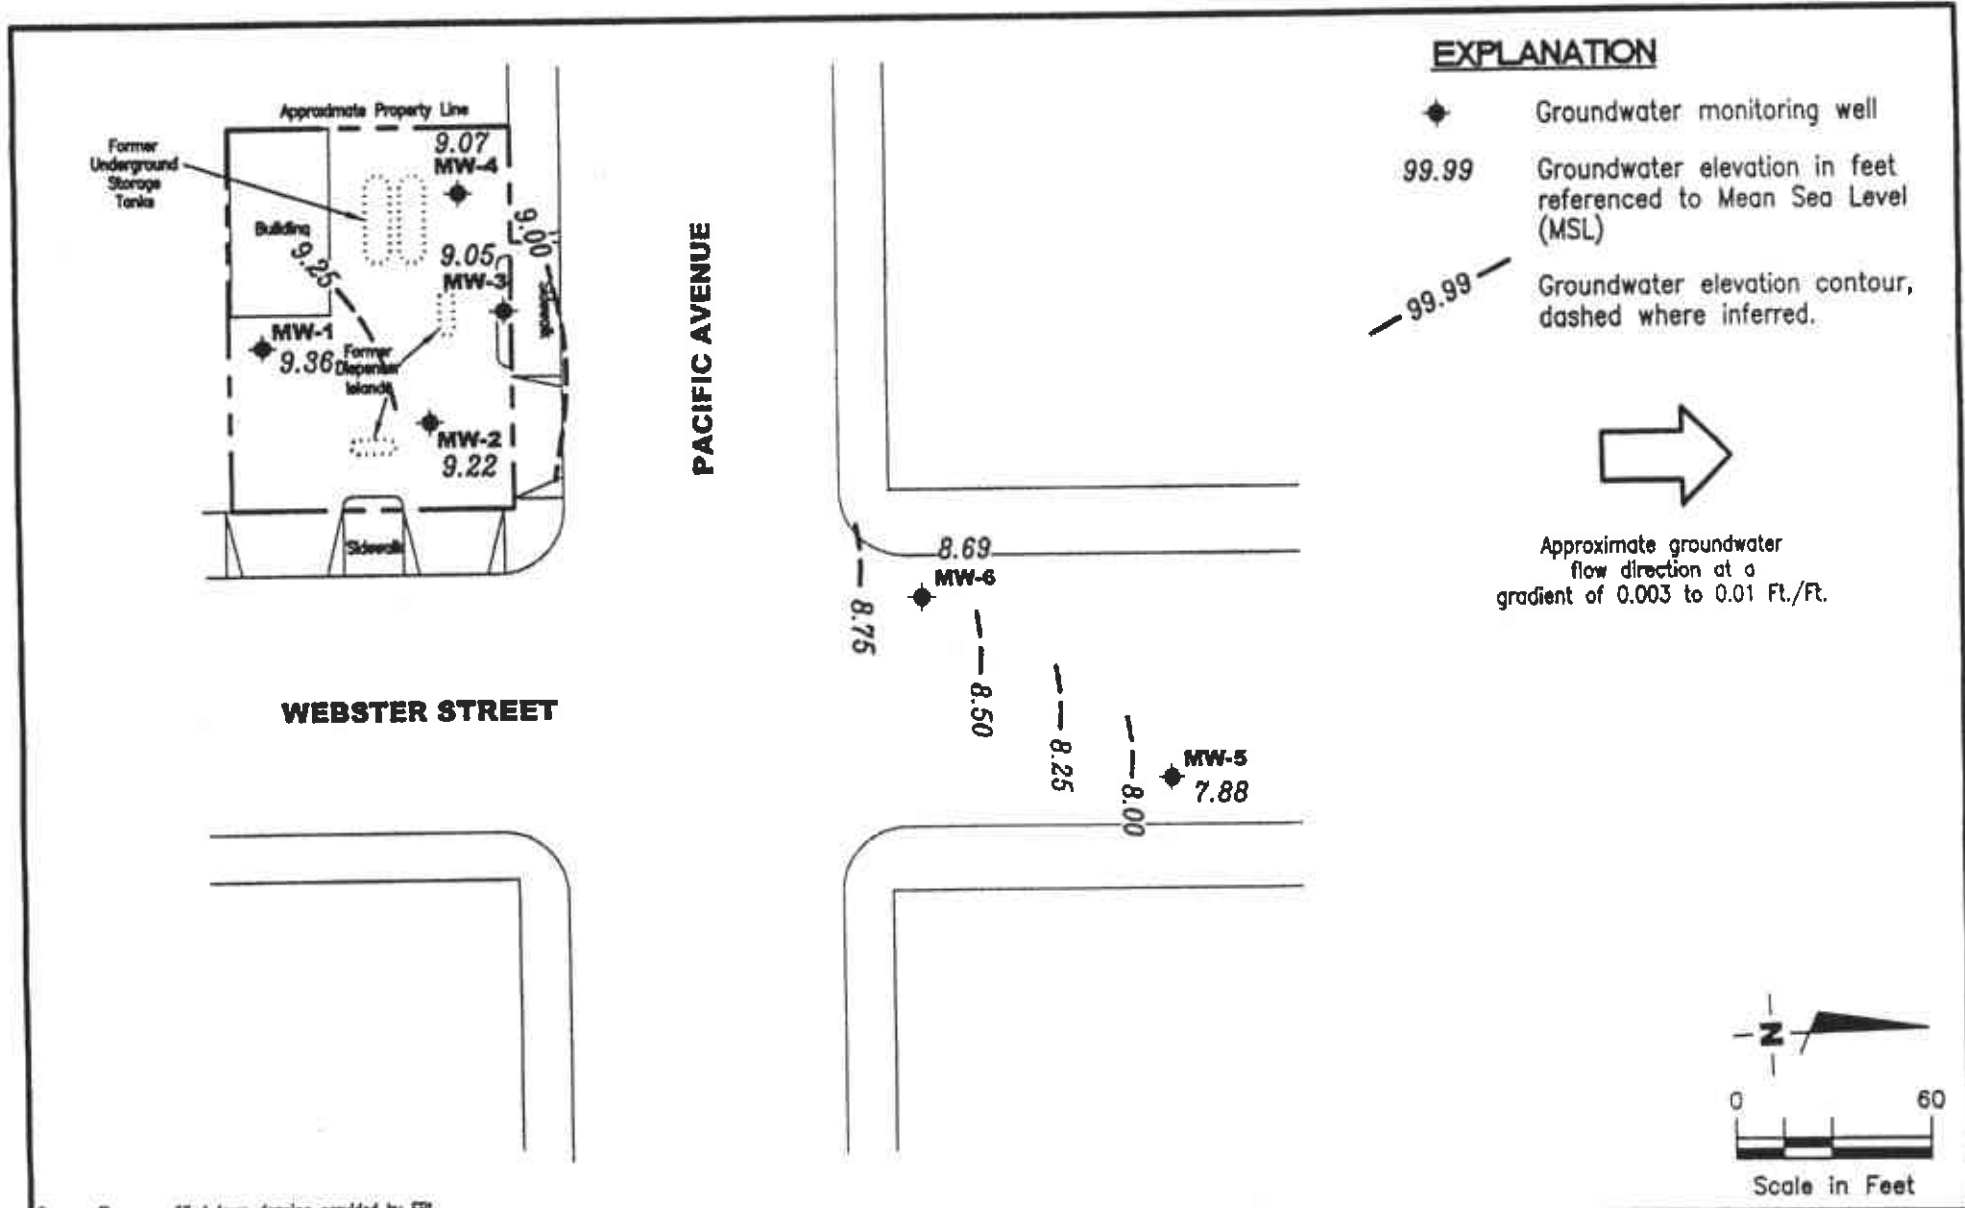 EXPLANATION
Groundwater monitoring well
99.99
Groundwater elevation in feet
referenced to Mean Sea Level
(MSL)
99.99
Groundwater elevation contour,
dashed where inferred.
Approximate groundwater
flow direction at a
gradient of 0.003 to 0.01 Ft./Ft.
Approximate Property Line
Former
Underground
Storage
Tanks
9.07
MW-4
Building
9.25
9.00
9.05
MW-3
Sidewalk
MW-1
9.36
Former
Dispenser
Islands
MW-2
9.22
Sidewalk
PACIFIC AVENUE
WEBSTER STREET
8.69
MW-6
8.75
8.50
8.25
8.00
MW-5
7.88
N
0 60
Scale in Feet
drawing provided by